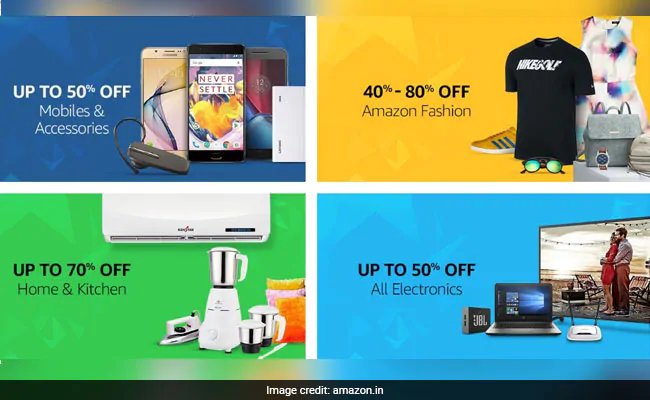 UP TO 50% OFF
Mobiles &
Accessories
NEVER
SETTLE
40% - 80% OFF
Amazon Fashion
NIKEGOLF
UP TO 70% OFF
Home & Kitchen
UP TO 50% OFF
All Electronics
JBL
Image credit: amazon.in